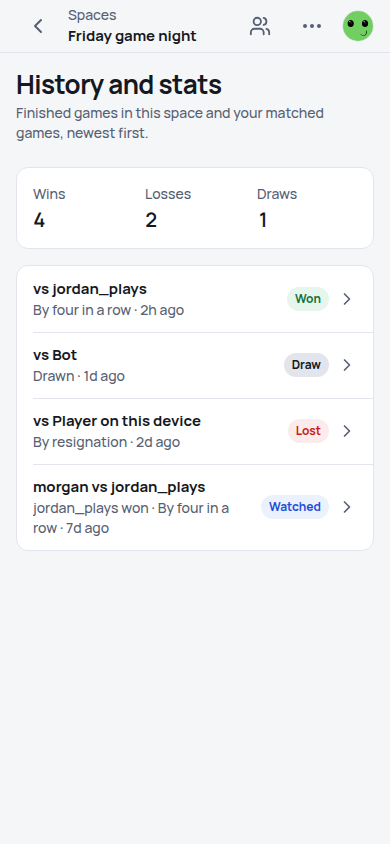 Spaces
Friday game night
History and stats
Finished games in this space and your matched
games, newest first.
Wins
Losses
Draws
4
2
1
vs jordan_plays
By four in a row · 2h ago
Won
vs Bot
Drawn · 1d ago
Draw
vs Player on this device
By resignation · 2d ago
Lost
morgan vs jordan_plays
jordan_plays won · By four in a
row · 7d ago
Watched